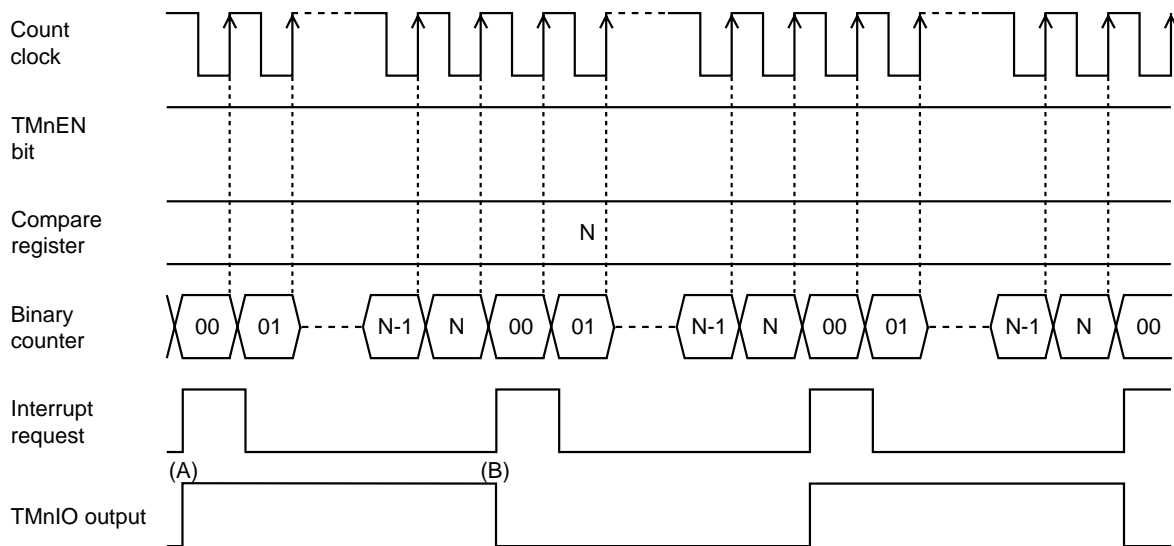 Count
clock
TMnEN
bit
Compare
register
N
Binary
counter
00 01 N-1 N 00 01 N-1 N 00 01 N-1 N 00
Interrupt
request
(A) (B)
TMnIO output